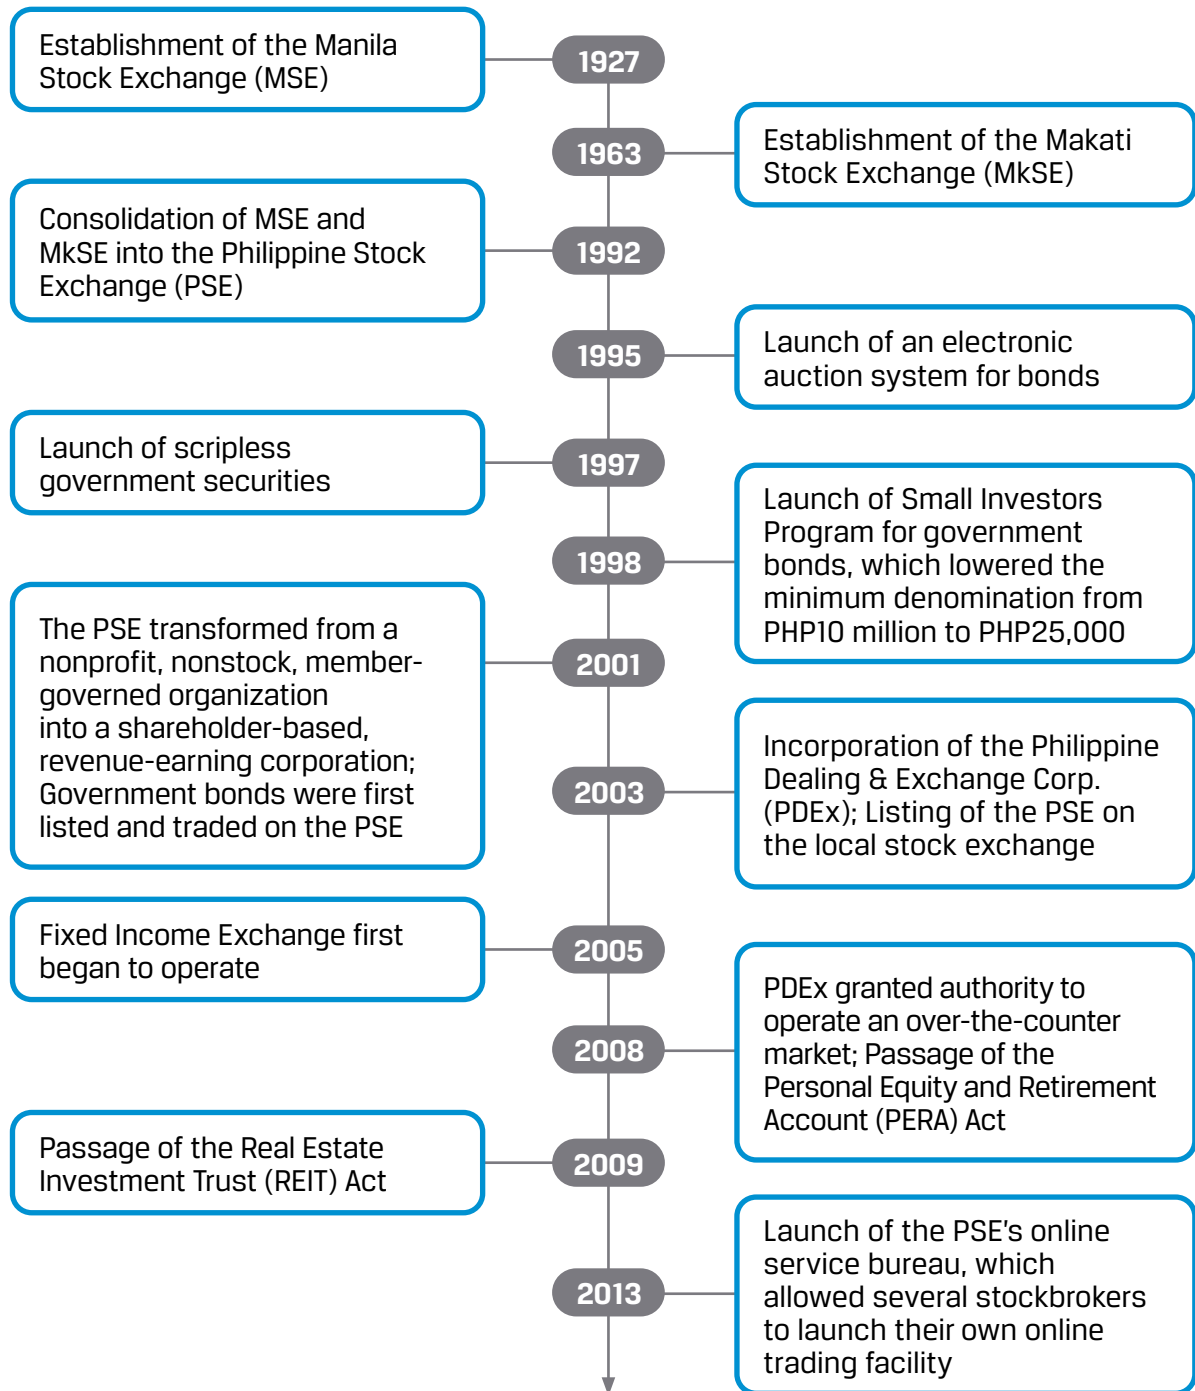 Establishment of the Manila
Stock Exchange (MSE)
1927
1963
Establishment of the Makati
Stock Exchange (MkSE)
Consolidation of MSE and
MkSE into the Philippine Stock
Exchange (PSE)
1992
1995
Launch of an electronic
auction system for bonds
Launch of scripless
government securities
1997
1998
Launch of Small Investors
Program for government
bonds, which lowered the
minimum denomination from
PHP10 million to PHP25,000
The PSE transformed from a
nonprofit, nonstock, member-
governed organization
into a shareholder-based,
revenue-earning corporation;
Government bonds were first
listed and traded on the PSE
2001
2003
Incorporation of the Philippine
Dealing & Exchange Corp.
(PDEx); Listing of the PSE on
the local stock exchange
Fixed Income Exchange first
began to operate
2005
2008
PDEx granted authority to
operate an over-the-counter
market; Passage of the
Personal Equity and Retirement
Account (PERA) Act
Passage of the Real Estate
Investment Trust (REIT) Act
2009
2013
Launch of the PSE’s online
service bureau, which
allowed several stockbrokers
to launch their own online
trading facility